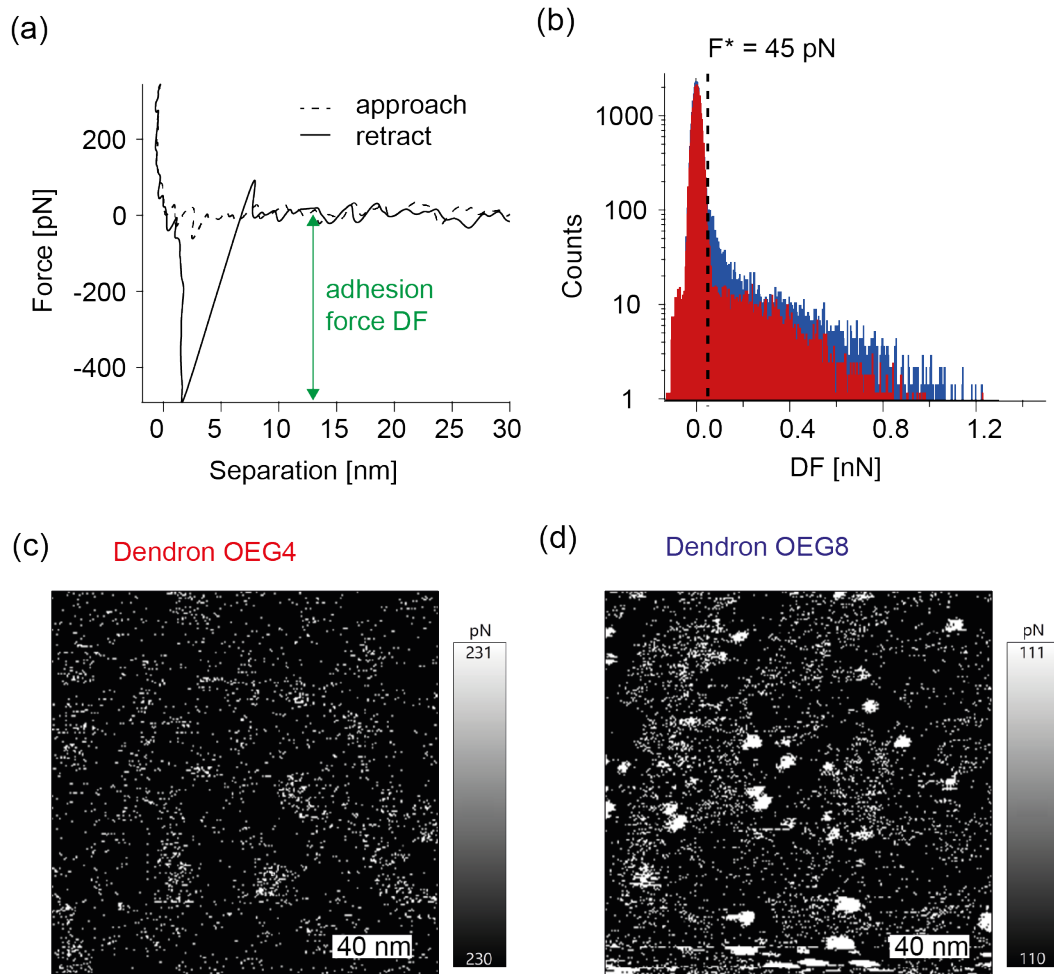 (a)
approach
retract
Force [pN]
200
0
-200
-400
adhesion
force DF
0
5
10
15
20
25
30
Separation [nm]
(b)
F* = 45 pN
Counts
1000
100
10
1
0.0
0.4
0.8
1.2
DF [nN]
(c)
Dendron OEG4
pN
231
230
40 nm
(d)
Dendron OEG8
pN
111
110
40 nm